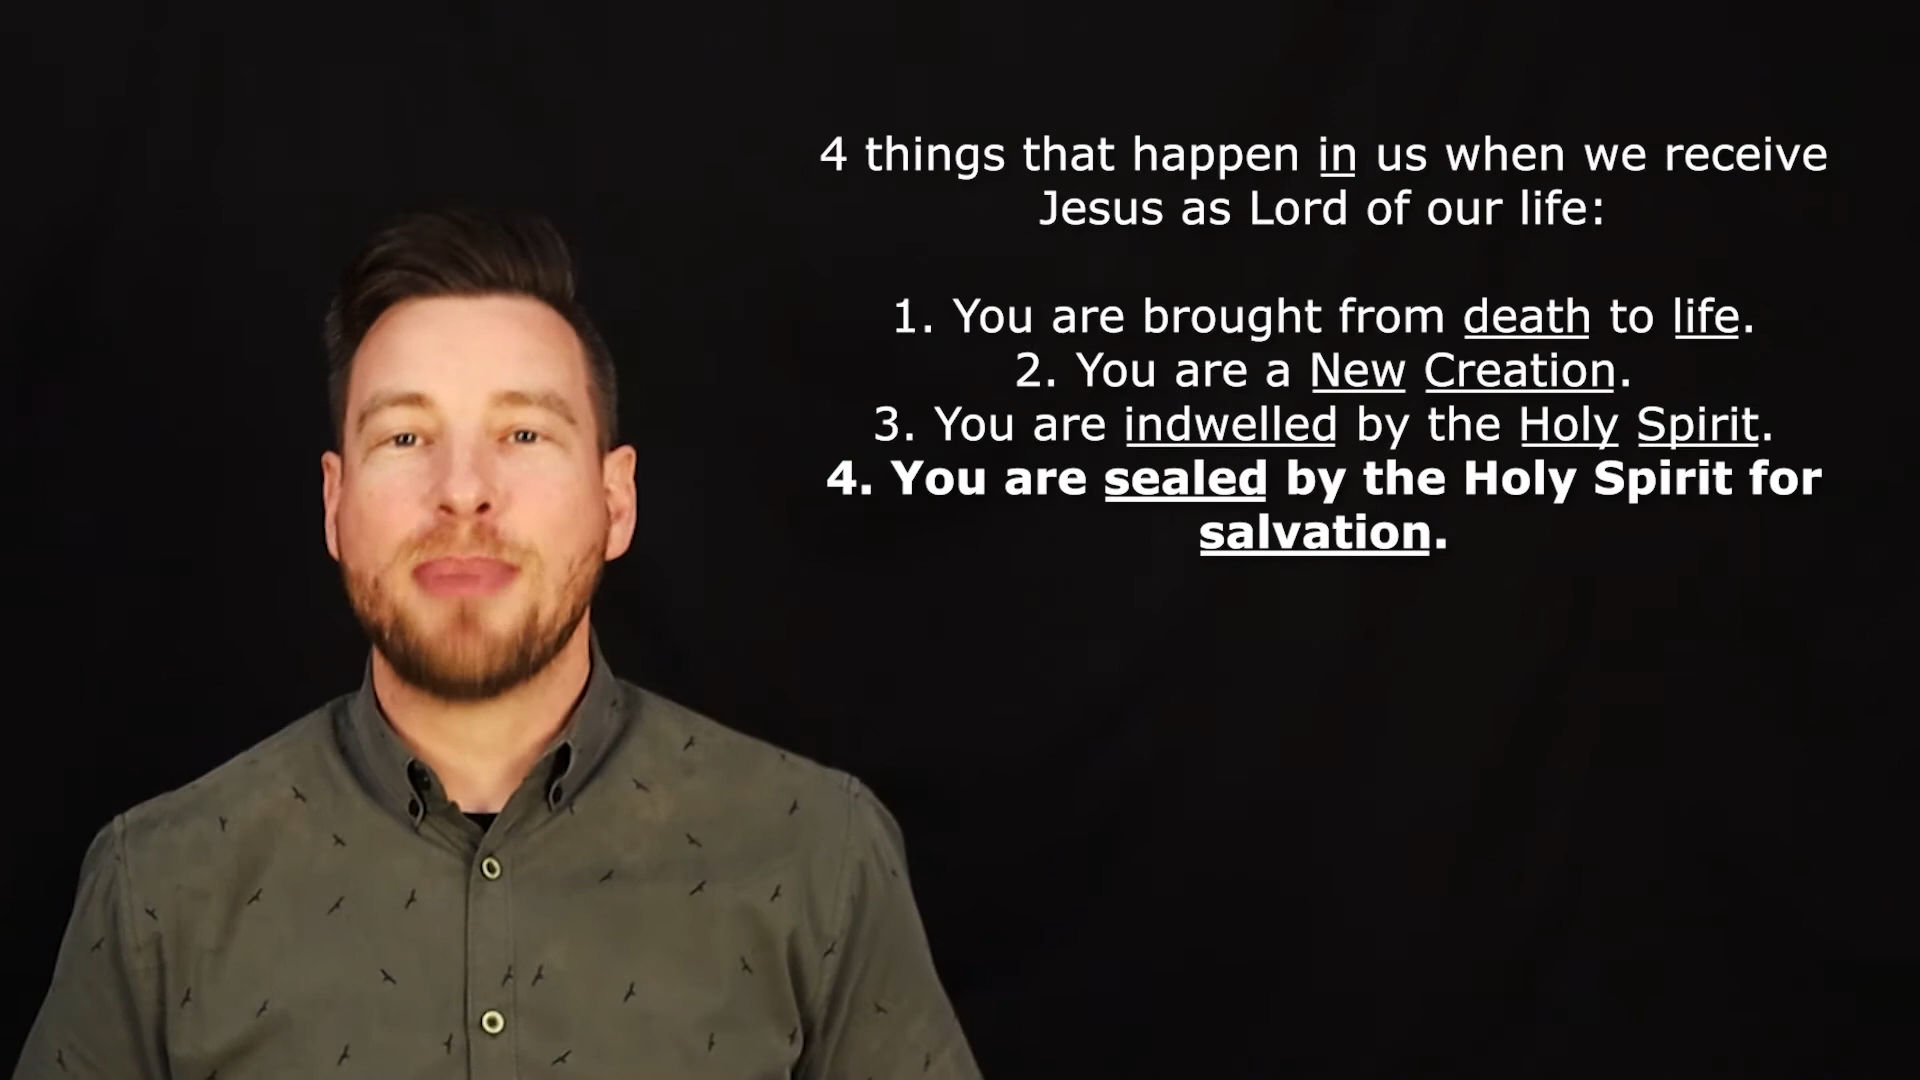 4 things that happen in us when we receive
Jesus as Lord of our life:
1. You are brought from death to life.
2. You are a New Creation.
3. You are indwelled by the Holy Spirit.
4. You are sealed by the Holy Spirit for
salvation.